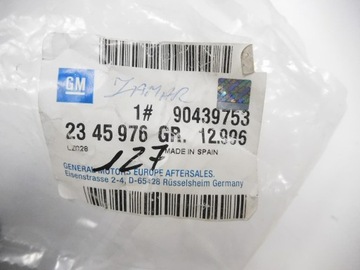 GM
ZAMAR
1# 90439753
23 45 976 GR. 12.996
127
MADE IN SPAIN
GENERAL MOTORS EUROPE AFTERSALES.
Eisenstrasse 2-4, D-65428 Rüsselsheim Germany